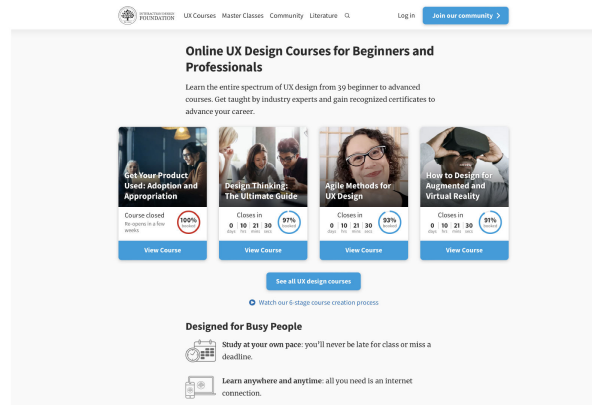 INTERACTION DESIGN
FOUNDATION
UX Courses Master Classes Community Literature
Log in
Join our community
Online UX Design Courses for Beginners and
Professionals
Learn the entire spectrum of UX design from 39 beginner to advanced
courses. Get taught by industry experts and gain recognized certificates to
advance your career.
Get Your Product
Used: Adoption and
Appropriation
Course closed
Re-opens in a few
weeks
100%
booked
View Course
Design Thinking:
The Ultimate Guide
Closes in
0 10 21 30
days hrs mins secs
97%
booked
View Course
Agile Methods for
UX Design
Closes in
0 10 21 30
days hrs mins secs
93%
booked
View Course
How to Design for
Augmented and
Virtual Reality
Closes in
0 10 21 30
days hrs mins secs
91%
booked
View Course
See all UX design courses
Watch our 6-stage course creation process
Designed for Busy People
Study at your own pace: you'll never be late for class or miss a
deadline.
Learn anywhere and anytime: all you need is an internet
connection.